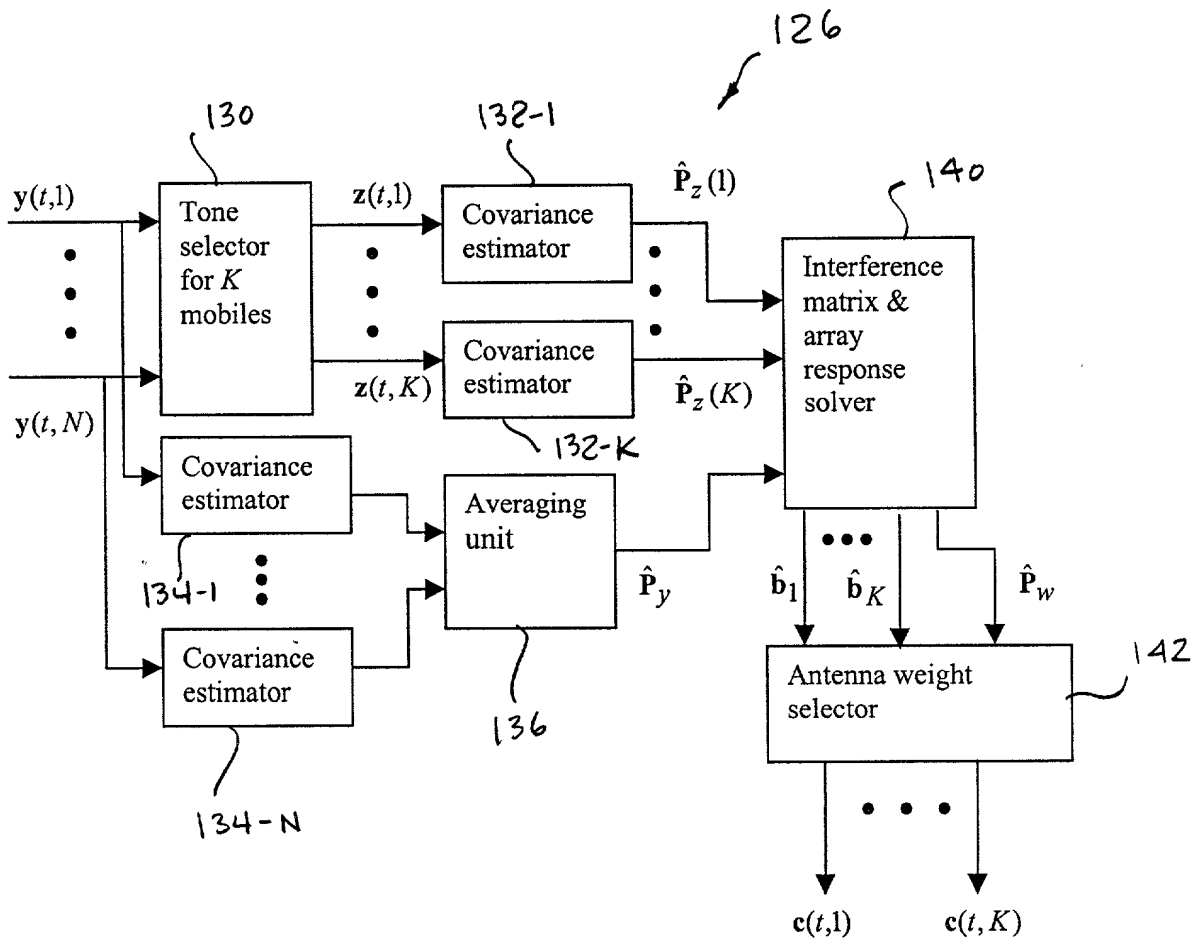 126
130
132-1
y(t,1)
Tone
selector
for K
mobiles
z(t,1)
Covariance
estimator
P̂z(1)
140
Interference
matrix &
array
response
solver
y(t, N)
z(t, K)
Covariance
estimator
P̂z(K)
132-K
Covariance
estimator
134-1
Averaging
unit
P̂y
136
Covariance
estimator
134-N
b̂1
b̂K
P̂w
Antenna weight
selector
142
c(t,1)
c(t, K)